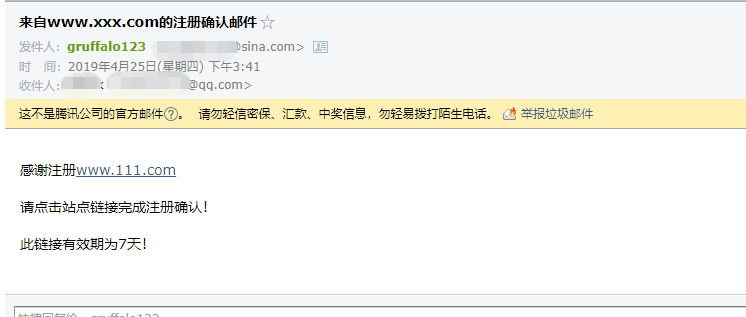 来自www.xxx.com的注册确认邮件☆
发件人: gruffalo123 @sina.com>
时 间: 2019年4月25日(星期四) 下午3:41
收件人: x @qq.com>
这不是腾讯公司的官方邮件?。 请勿轻信密保、汇款、中奖信息，勿轻易拨打陌生电话。 举报垃圾邮件
感谢注册www.111.com
请点击站点链接完成注册确认！
此链接有效期为7天！
快捷回复给：gruffalo123